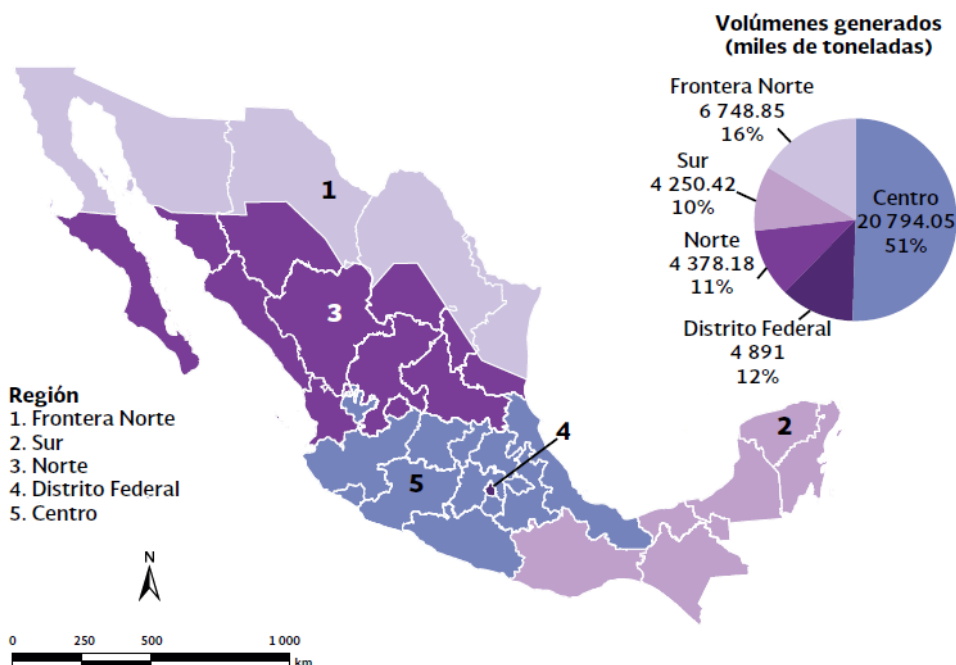 Volúmenes generados
(miles de toneladas)
Frontera Norte
6 748.85
16%
Sur
4 250.42
10%
Norte
4 378.18
11%
Distrito Federal
4 891
12%
Centro
20 794.05
51%
1
3
2
4
5
Región
1. Frontera Norte
2. Sur
3. Norte
4. Distrito Federal
5. Centro
N
0 250 500 1 000
km